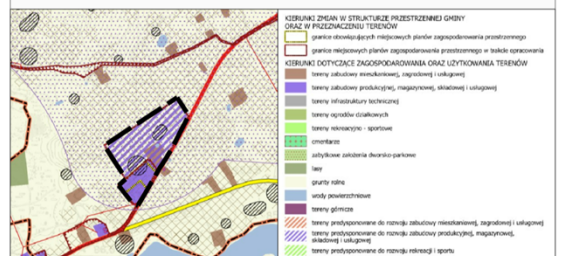 KIERUNKI ZMIAN W STRUKTURZE PRZESTRZENNEJ GMINY
ORAZ W PRZEZNACZENIU TERENÓW
granice obowiązujących miejscowych planów zagospodarowania przestrzennego
granice miejscowych planów zagospodarowania przestrzennego w trakcie opracowania
KIERUNKI DOTYCZĄCE ZAGOSPODAROWANIA ORAZ UŻYTKOWANIA TERENÓW
tereny zabudowy mieszkaniowej, zagrodowej i usługowej
tereny zabudowy produkcyjnej, magazynowej, składowej i usługowej
tereny infrastruktury technicznej
tereny ogrodów działkowych
tereny rekreacyjno - sportowe
cmentarze
zabytkowe założenia dworsko-parkowe
lasy
grunty rolne
wody powierzchniowe
tereny górnicze
tereny predysponowane do rozwoju zabudowy mieszkaniowej, zagrodowej i usługowej
tereny predysponowane do rozwoju zabudowy produkcyjnej, magazynowej,
składowej i usługowej
tereny predysponowane do rozwoju rekreacji i sportu